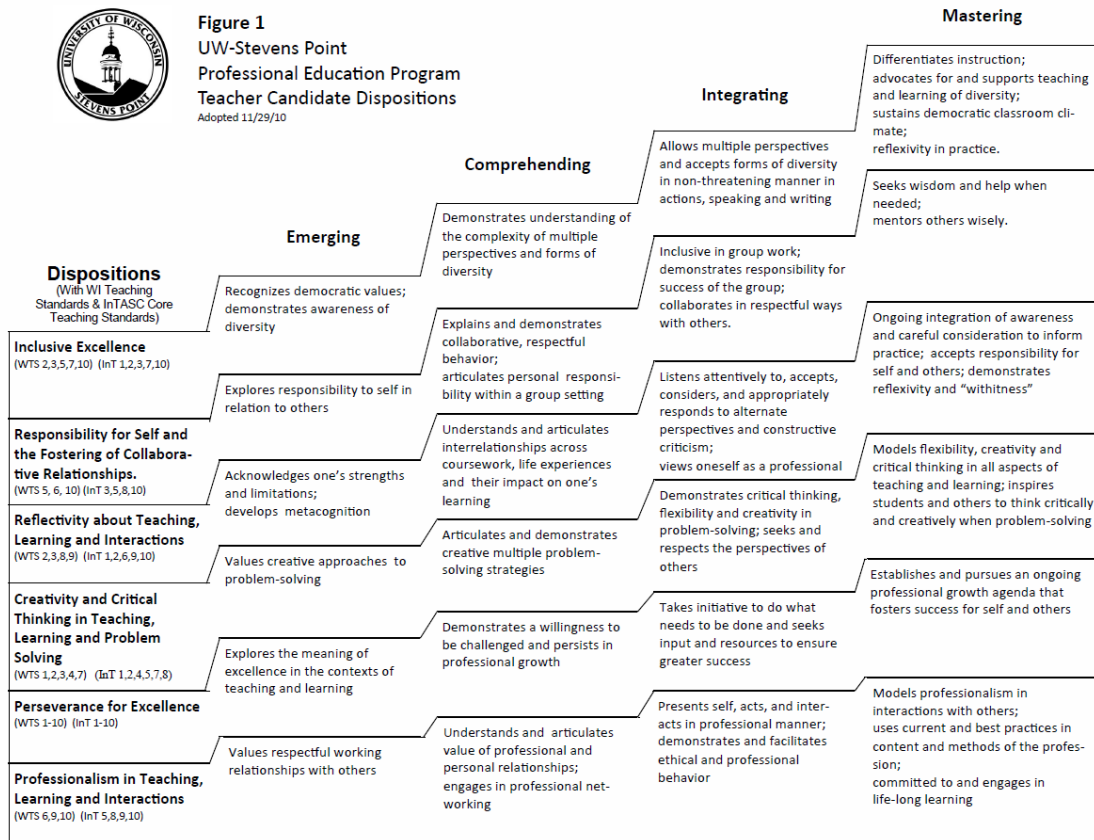 UNIVERSITY OF WISCONSIN
STEVENS POINT
Figure 1
UW-Stevens Point
Professional Education Program
Teacher Candidate Dispositions
Adopted 11/29/10
Dispositions
(With WI Teaching
Standards & InTASC Core
Teaching Standards)
Emerging
Comprehending
Integrating
Mastering
Inclusive Excellence
(WTS 2,3,5,7,10) (InT 1,2,3,7,10)
Recognizes democratic values;
demonstrates awareness of
diversity
Demonstrates understanding of
the complexity of multiple
perspectives and forms of
diversity
Allows multiple perspectives
and accepts forms of diversity
in non-threatening manner in
actions, speaking and writing
Differentiates instruction;
advocates for and supports teaching
and learning of diversity;
sustains democratic classroom cli-
mate;
reflexivity in practice.
Responsibility for Self and
the Fostering of Collabora-
tive Relationships.
(WTS 5, 6, 10) (InT 3,5,8,10)
Explores responsibility to self in
relation to others
Explains and demonstrates
collaborative, respectful
behavior;
articulates personal responsi-
bility within a group setting
Inclusive in group work;
demonstrates responsibility for
success of the group;
collaborates in respectful ways
with others.
Seeks wisdom and help when
needed;
mentors others wisely.
Reflectivity about Teaching,
Learning and Interactions
(WTS 2,3,8,9) (InT 1,2,6,9,10)
Acknowledges one's strengths
and limitations;
develops metacognition
Understands and articulates
interrelationships across
coursework, life experiences
and their impact on one's
learning
Listens attentively to, accepts,
considers, and appropriately
responds to alternate
perspectives and constructive
criticism;
views oneself as a professional
Ongoing integration of awareness
and careful consideration to inform
practice; accepts responsibility for
self and others; demonstrates
reflexivity and "withitness"
Creativity and Critical
Thinking in Teaching,
Learning and Problem
Solving
(WTS 1,2,3,4,7) (InT 1,2,4,5,7,8)
Values creative approaches to
problem-solving
Articulates and demonstrates
creative multiple problem-
solving strategies
Demonstrates critical thinking,
flexibility and creativity in
problem-solving; seeks and
respects the perspectives of
others
Models flexibility, creativity and
critical thinking in all aspects of
teaching and learning; inspires
students and others to think critically
and creatively when problem-solving
Perseverance for Excellence
(WTS 1-10) (InT 1-10)
Explores the meaning of
excellence in the contexts of
teaching and learning
Demonstrates a willingness to
be challenged and persists in
professional growth
Takes initiative to do what
needs to be done and seeks
input and resources to ensure
greater success
Establishes and pursues an ongoing
professional growth agenda that
fosters success for self and others
Professionalism in Teaching,
Learning and Interactions
(WTS 6,9,10) (InT 5,8,9,10)
Values respectful working
relationships with others
Understands and articulates
value of professional and
personal relationships;
engages in professional net-
working
Presents self, acts, and inter-
acts in professional manner;
demonstrates and facilitates
ethical and professional
behavior
Models professionalism in
interactions with others;
uses current and best practices in
content and methods of the profes-
sion;
committed to and engages in
life-long learning